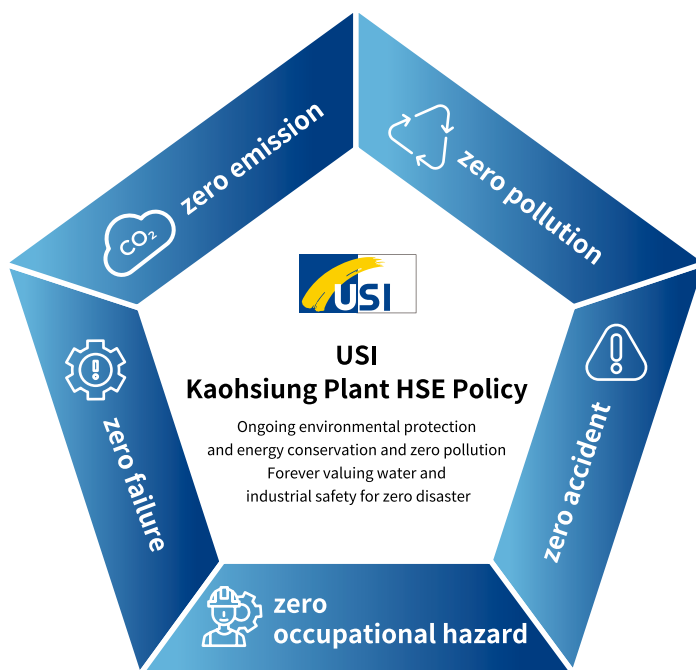 zero emission
CO₂
zero pollution
USI
USI
Kaohsiung Plant HSE Policy
Ongoing environmental protection
and energy conservation and zero pollution
Forever valuing water and
industrial safety for zero disaster
zero failure
zero accident
zero
occupational hazard